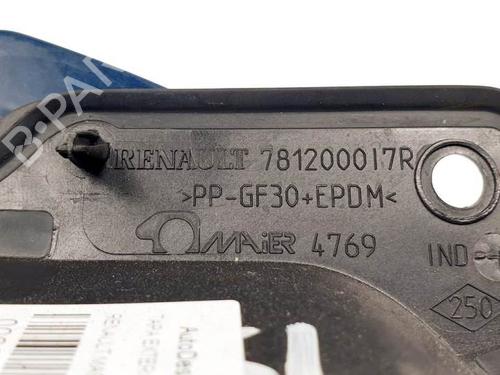 B-PARTS
RENAULT 781200017R
>PP-GF30+EPDM<
MAIER 4769
IND
250